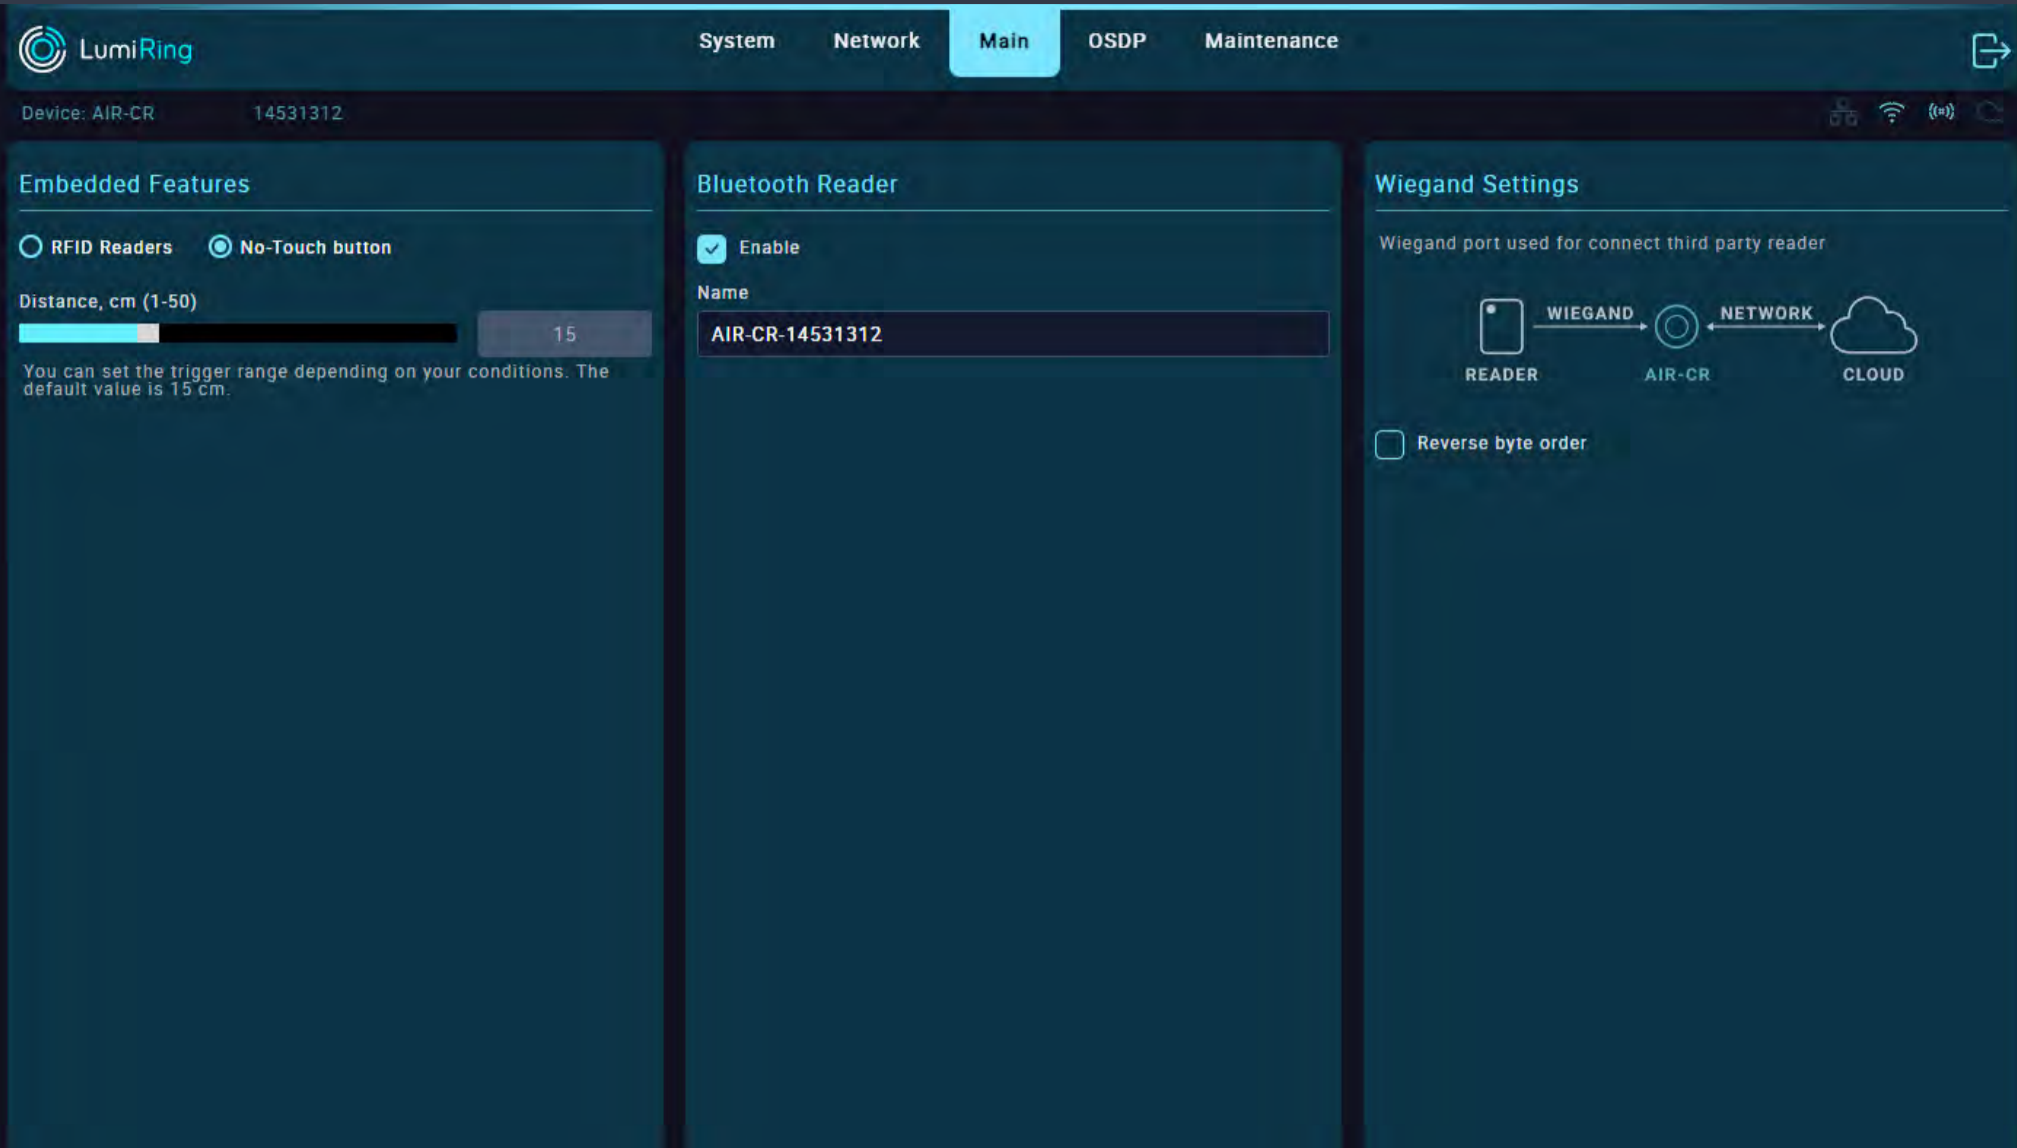 LumiRing
System Network Main OSDP Maintenance
Device: AIR-CR 14531312
Embedded Features
RFID Readers No-Touch button
Distance, cm (1-50)
15
You can set the trigger range depending on your conditions. The
default value is 15 cm.
Bluetooth Reader
Enable
Name
AIR-CR-14531312
Wiegand Settings
Wiegand port used for connect third party reader
WIEGAND NETWORK
READER AIR-CR CLOUD
Reverse byte order